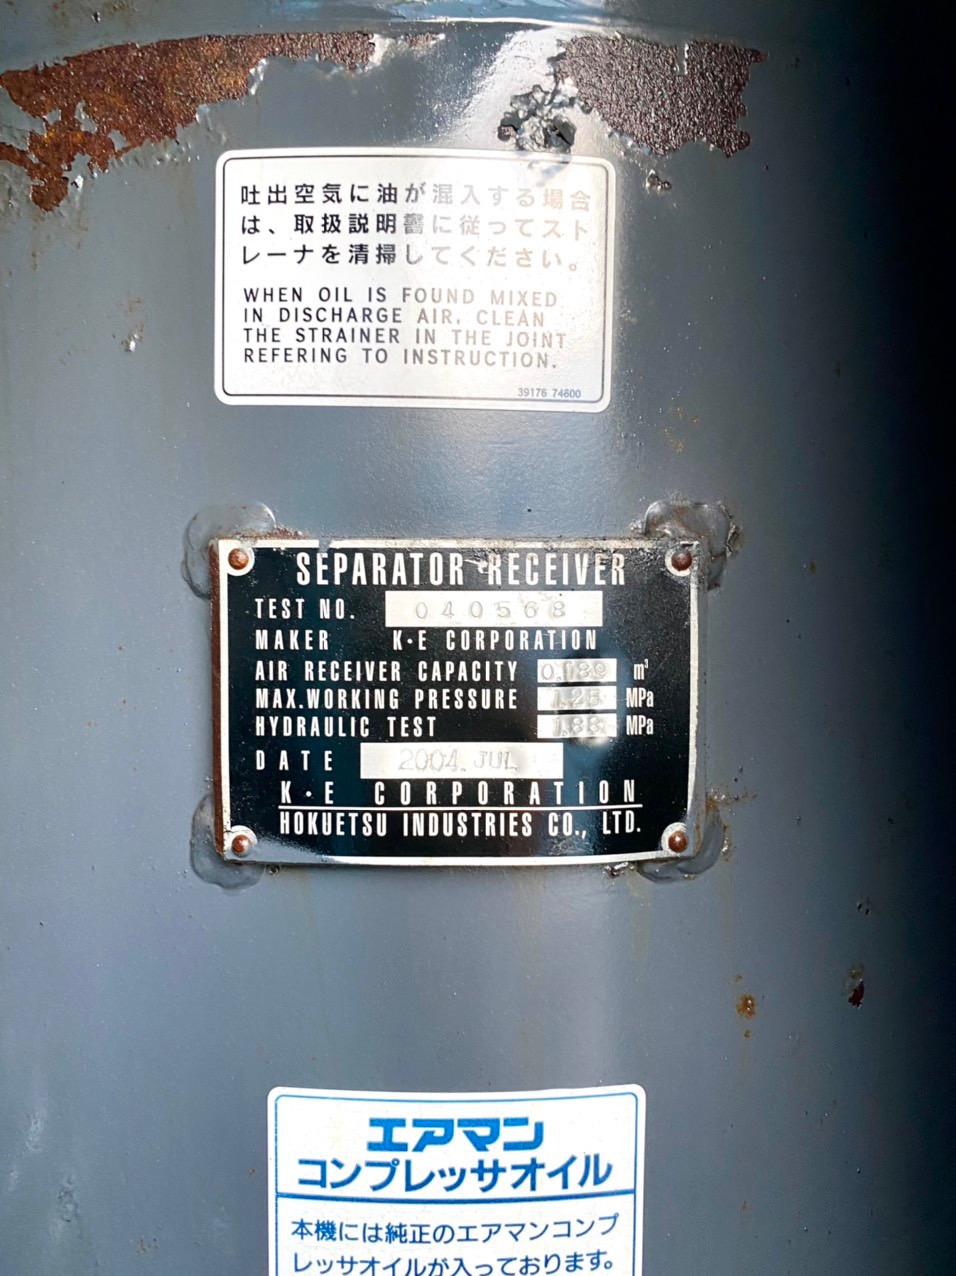 吐出空気に油が混入する場合
は、取扱説明書に従ってスト
レーナを清掃してください。
WHEN OIL IS FOUND MIXED
IN DISCHARGE AIR, CLEAN
THE STRAINER IN THE JOINT
REFERING TO INSTRUCTION.
39176 74600
SEPARATOR RECEIVER
TEST NO. 040568
MAKER K·E CORPORATION
AIR RECEIVER CAPACITY m³
MAX.WORKING PRESSURE 1.25 MPa
HYDRAULIC TEST 1.88 MPa
DATE 2004.JUL
K·E CORPORATION
HOKUETSU INDUSTRIES CO., LTD.
エアマン
コンプレッサオイル
本機には純正のエアマンコンプ
レッサオイルが入っております。